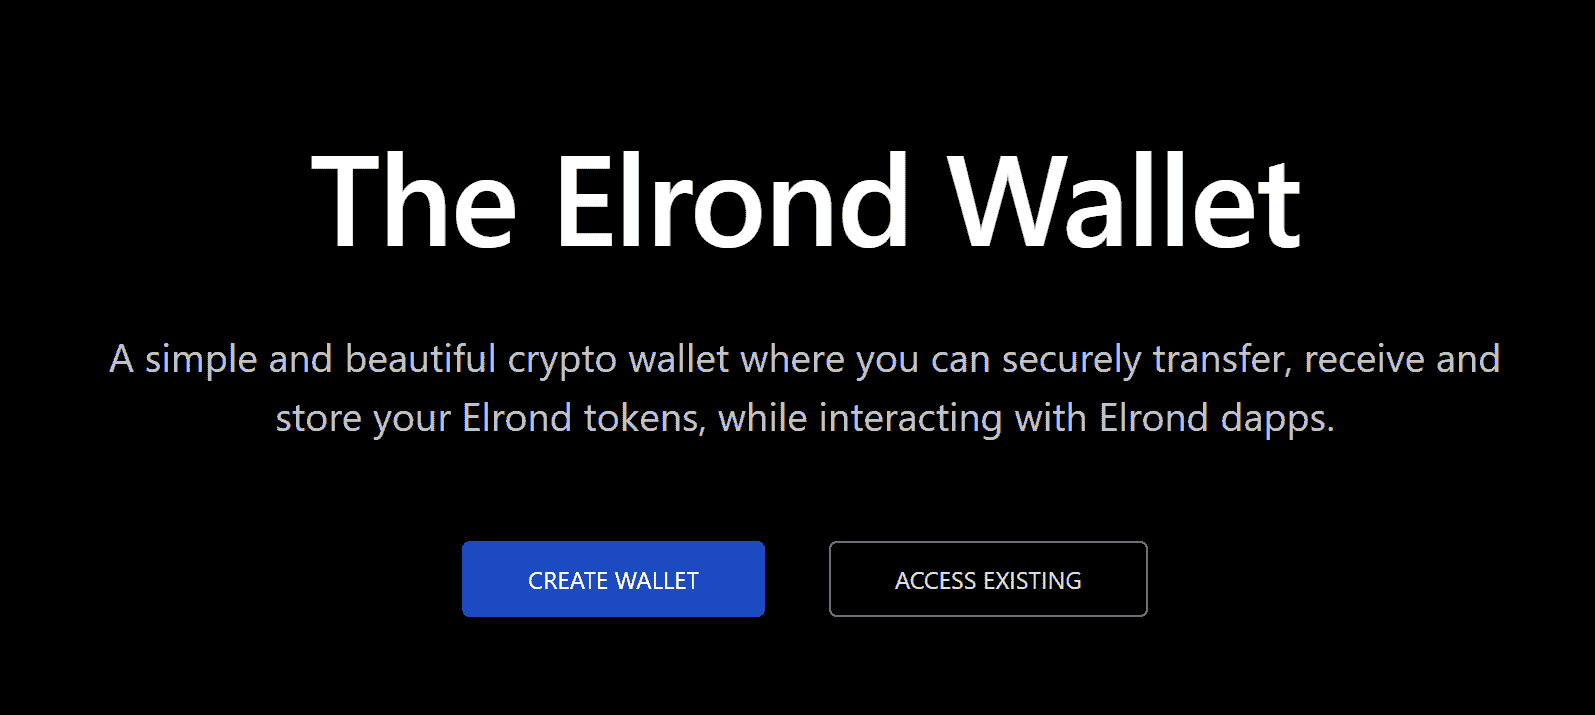 The Elrond Wallet
A simple and beautiful crypto wallet where you can securely transfer, receive and
store your Elrond tokens, while interacting with Elrond dapps.
CREATE WALLET
ACCESS EXISTING